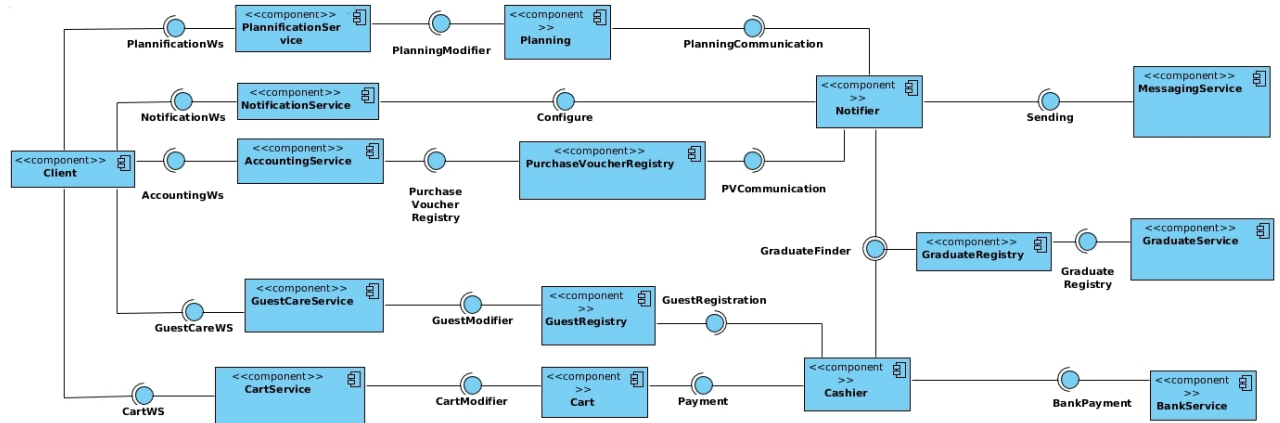 <<component>>
PlannificationSer
vice
PlannificationWs
PlanningModifier
<<component
>>
Planning
PlanningCommunication
<<component>>
NotificationService
NotificationWs
Configure
<<component
>>
Notifier
Sending
<<component>>
MessagingService
<<component>>
Client
AccountingWs
<<component>>
AccountingService
Purchase
Voucher
Registry
<<component>>
PurchaseVoucherRegistry
PVCommunication
GraduateFinder
<<component>>
GraduateRegistry
Graduate
Registry
<<component>>
GraduateService
GuestCareWS
<<component>>
GuestCareService
GuestModifier
<<component
>>
GuestRegistry
GuestRegistration
CartWS
<<component>>
CartService
CartModifier
<<component
>>
Cart
Payment
<<component
>>
Cashier
BankPayment
<<component
>>
BankService